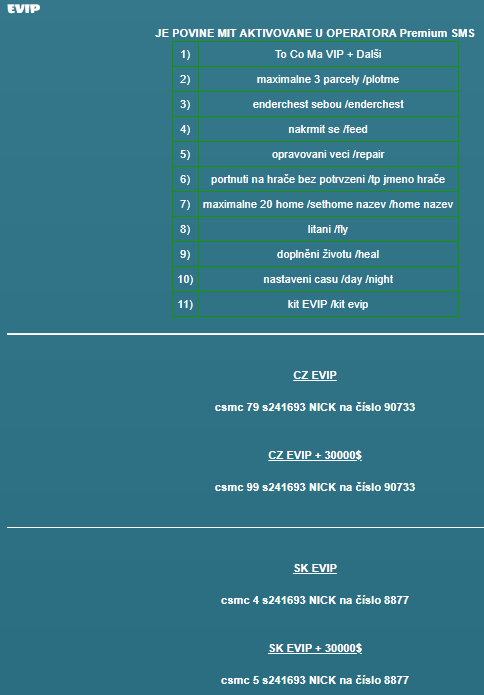 EVIP
JE POVINE MIT AKTIVOVANE U OPERATORA Premium SMS
1) To Co Ma VIP + Dalši
2) maximalne 3 parcely /plotme
3) enderchest sebou /enderchest
4) nakrmit se /feed
5) opravovani veci /repair
6) portnuti na hrače bez potrvzeni /tp jmeno hrače
7) maximalne 20 home /sethome nazev /home nazev
8) litani /fly
9) doplněni životu /heal
10) nastaveni casu /day /night
11) kit EVIP /kit evip
CZ EVIP
csmc 79 s241693 NICK na číslo 90733
CZ EVIP + 30000$
csmc 99 s241693 NICK na číslo 90733
SK EVIP
csmc 4 s241693 NICK na číslo 8877
SK EVIP + 30000$
csmc 5 s241693 NICK na číslo 8877